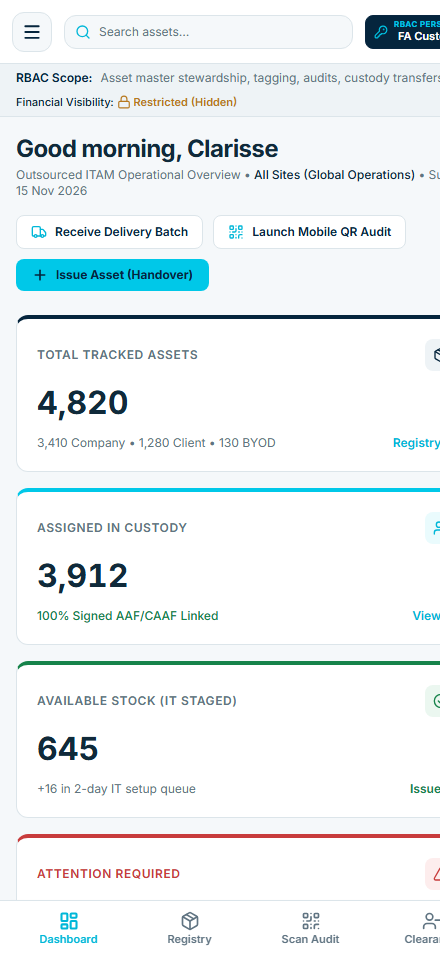 Search assets...
RBAC PERS
FA Custo
RBAC Scope: Asset master stewardship, tagging, audits, custody transfers
Financial Visibility: Restricted (Hidden)
Good morning, Clarisse
Outsourced ITAM Operational Overview • All Sites (Global Operations) • Su
15 Nov 2026
Receive Delivery Batch
Launch Mobile QR Audit
Issue Asset (Handover)
TOTAL TRACKED ASSETS
4,820
3,410 Company • 1,280 Client • 130 BYOD
Registry
ASSIGNED IN CUSTODY
3,912
100% Signed AAF/CAAF Linked
View
AVAILABLE STOCK (IT STAGED)
645
+16 in 2-day IT setup queue
Issue
ATTENTION REQUIRED
Dashboard
Registry
Scan Audit
Cleara